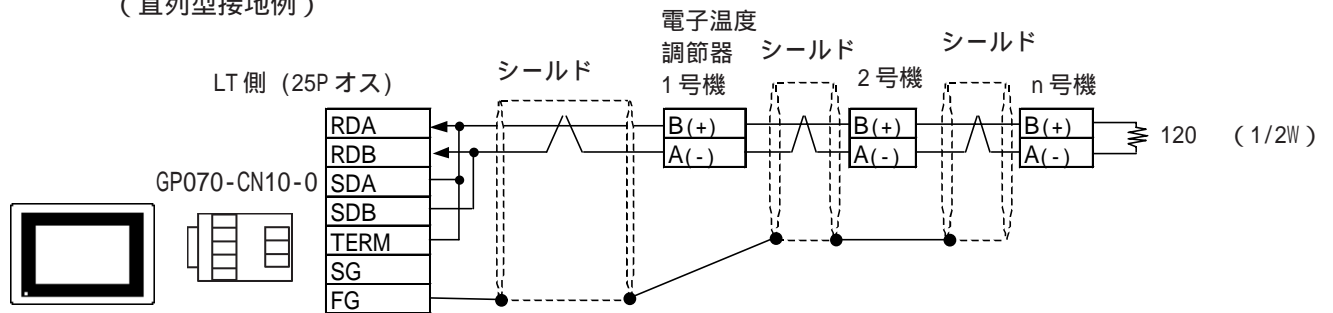 （直列型接地例）
電子温度
調節器
1号機
シールド
シールド
シールド
2号機
n号機
LT側 (25Pオス)
RDA
RDB
SDA
SDB
TERM
SG
FG
GP070-CN10-0
B(+)
A(-)
B(+)
A(-)
B(+)
A(-)
120 （1/2W）